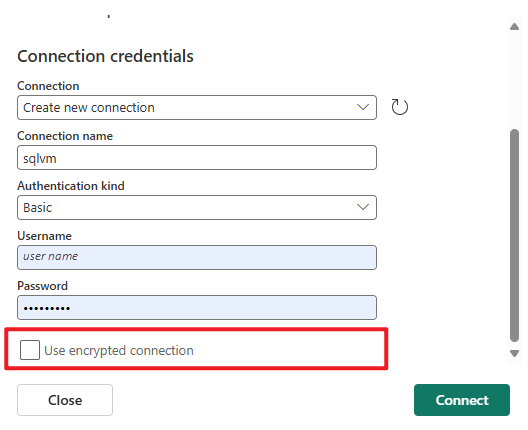 Connection credentials
Connection
Create new connection
Connection name
sqlvm
Authentication kind
Basic
Username
user name
Password
•••••••••
Use encrypted connection
Close
Connect